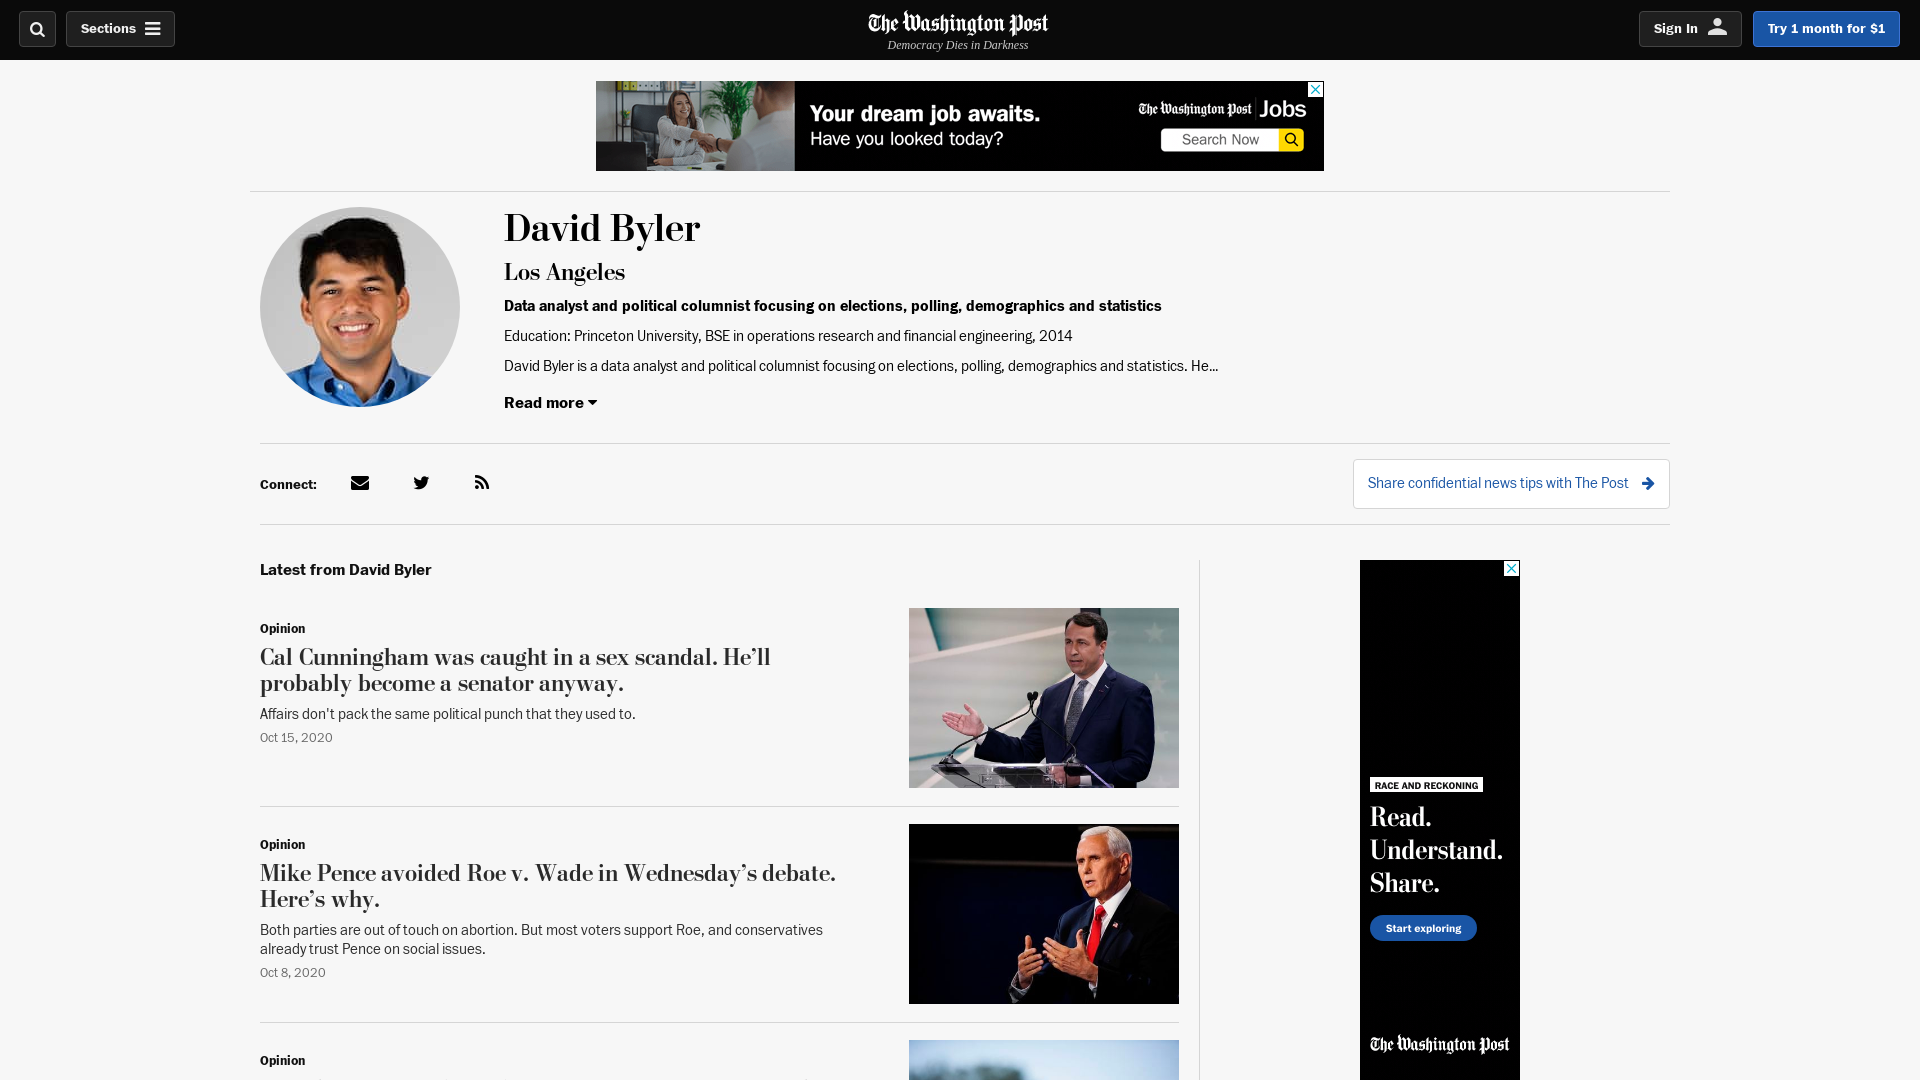 Sections
The Washington Post
Democracy Dies in Darkness
Sign In
Try 1 month for $1
Your dream job awaits.
Have you looked today?
The Washington Post Jobs
Search Now
David Byler
Los Angeles
Data analyst and political columnist focusing on elections, polling, demographics and statistics
Education: Princeton University, BSE in operations research and financial engineering, 2014
David Byler is a data analyst and political columnist focusing on elections, polling, demographics and statistics. He...
Read more
Connect:
Share confidential news tips with The Post
Latest from David Byler
Opinion
Cal Cunningham was caught in a sex scandal. He’ll
probably become a senator anyway.
Affairs don't pack the same political punch that they used to.
Oct 15, 2020
Opinion
Mike Pence avoided Roe v. Wade in Wednesday’s debate.
Here’s why.
Both parties are out of touch on abortion. But most voters support Roe, and conservatives
already trust Pence on social issues.
Oct 8, 2020
Opinion
RACE AND RECKONING
Read.
Understand.
Share.
Start exploring
The Washington Post